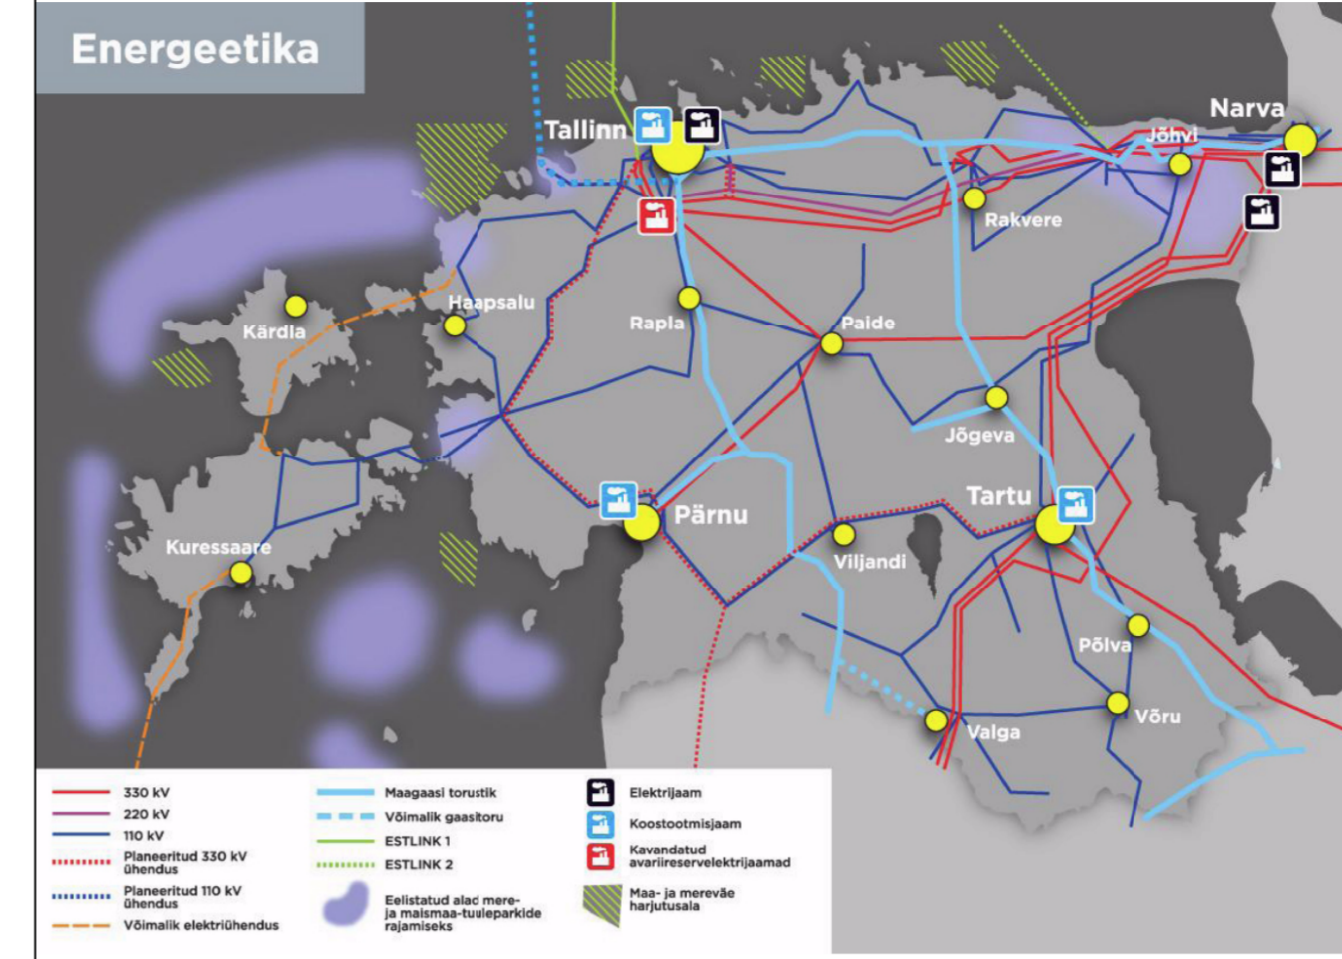 Energeetika
Narva
Tallinn
Jõhvi
Rakvere
Haapsalu
Kärdla
Rapla
Paide
Jõgeva
Tartu
Pärnu
Kuressaare
Viljandi
Põlva
Võru
Valga
330 kV
220 kV
110 kV
Planeeritud 330 kV
ühendus
Planeeritud 110 kV
ühendus
Võimalik elektriühendus
Maagaasi torustik
Võimalik gaasitoru
ESTLINK 1
ESTLINK 2
Eelistatud alad mere-
ja maismaa-tuuleparkide
rajamiseks
Elektrijaam
Koostootmisjaam
Kavandatud
avariireservelektrijaamad
Maa- ja mereväe
harjutusala